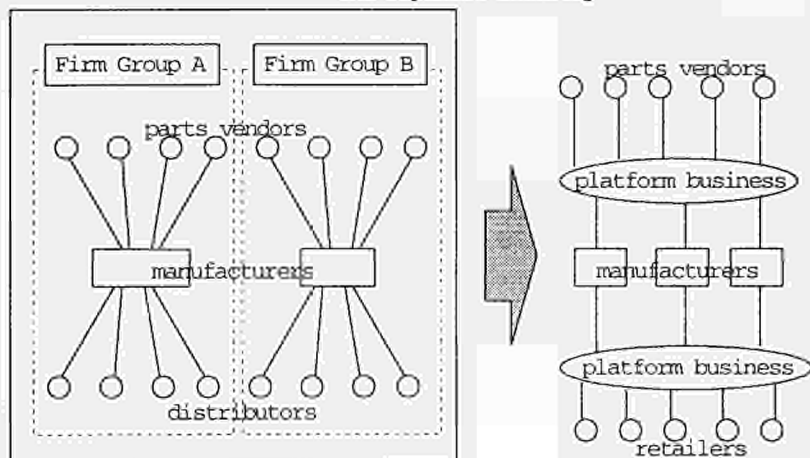 Firm Group A
Firm Group B
parts vendors
manufacturers
distributors
parts vendors
platform business
manufacturers
platform business
retailers